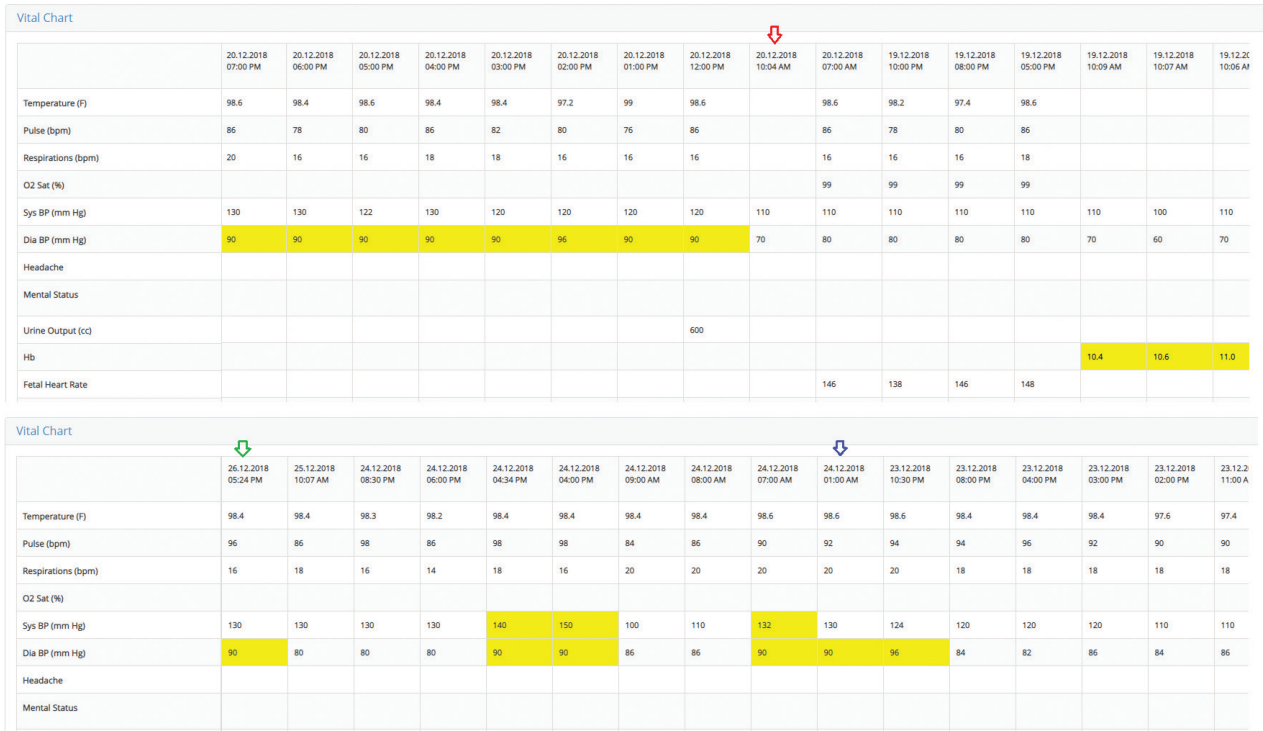 Vital Chart
20.12.2018 20.12.2018 20.12.2018 20.12.2018 20.12.2018 20.12.2018 20.12.2018 20.12.2018 20.12.2018 20.12.2018 19.12.2018 19.12.2018 19.12.2018 19.12.2018 19.12.2018 19.12.20
07:00 PM 06:00 PM 05:00 PM 04:00 PM 03:00 PM 02:00 PM 01:00 PM 12:00 PM 10:04 AM 07:00 AM 10:00 PM 08:00 PM 05:00 PM 10:09 AM 10:07 AM 10:06 AM
Temperature (F) 98.6 98.4 98.6 98.4 98.4 97.2 99 98.6 98.6 98.2 97.4 98.6
Pulse (bpm) 86 78 80 86 82 80 76 86 86 78 80 86
Respirations (bpm) 20 16 16 18 18 16 16 16 16 16 16 18
O2 Sat (%) 99 99 99 99
Sys BP (mm Hg) 130 130 122 130 120 120 120 120 110 110 110 110 110 110 100 110
Dia BP (mm Hg) 90 90 90 90 90 96 90 90 70 80 80 80 80 70 60 70
Headache
Mental Status
Urine Output (cc) 600
Hb 10.4 10.6 11.0
Fetal Heart Rate 146 138 146 148
Vital Chart
26.12.2018 25.12.2018 24.12.2018 24.12.2018 24.12.2018 24.12.2018 24.12.2018 24.12.2018 24.12.2018 24.12.2018 23.12.2018 23.12.2018 23.12.2018 23.12.2018 23.12.2018 23.12.2
05:24 PM 10:07 AM 08:30 PM 06:00 PM 04:34 PM 04:00 PM 09:00 AM 08:00 AM 07:00 AM 01:00 AM 10:30 PM 08:00 PM 04:00 PM 03:00 PM 02:00 PM 11:00 A
Temperature (F) 98.4 98.4 98.3 98.2 98.4 98.4 98.4 98.4 98.6 98.6 98.6 98.4 98.4 98.4 97.6 97.4
Pulse (bpm) 96 86 98 86 98 98 84 86 90 92 94 94 96 92 90 90
Respirations (bpm) 16 18 16 14 18 16 20 20 20 20 20 18 18 18 18 18
O2 Sat (%)
Sys BP (mm Hg) 130 130 130 130 140 150 100 110 132 130 124 120 120 120 110 110
Dia BP (mm Hg) 90 80 80 80 90 90 86 86 90 90 96 84 82 86 84 86
Headache
Mental Status